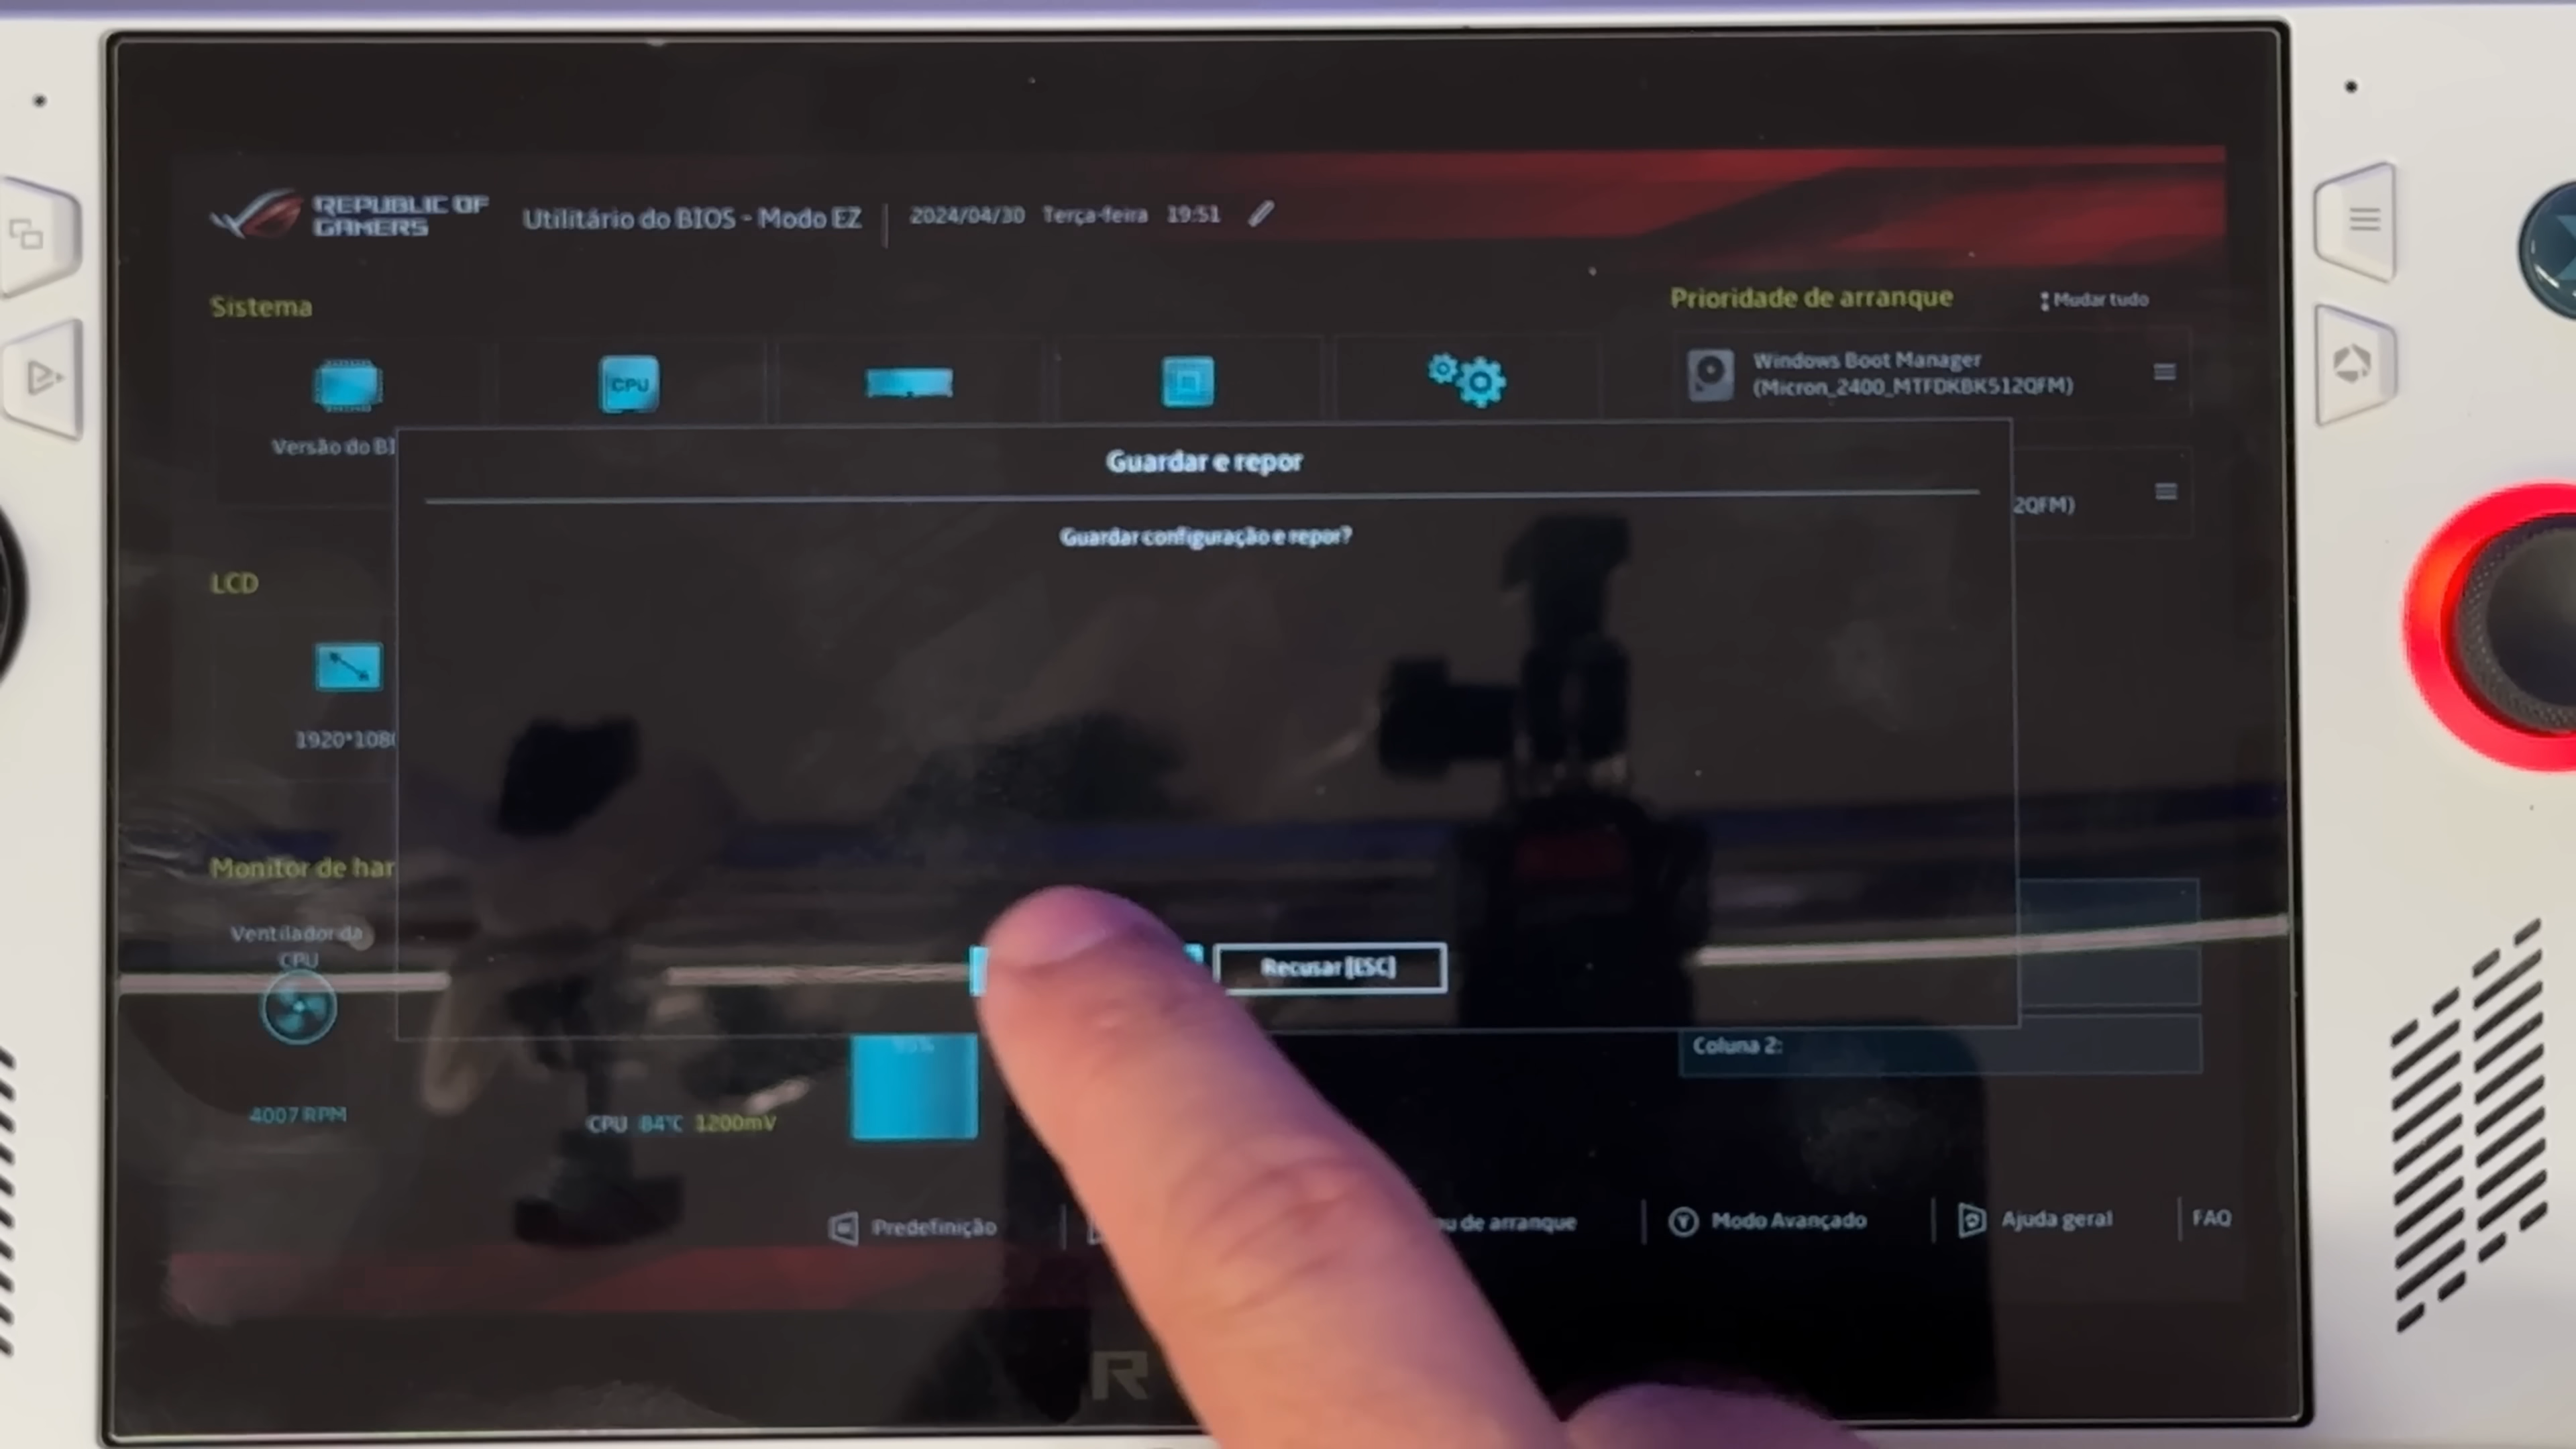 REPUBLIC OF
GAMERS
Utilitário do BIOS - Modo EZ
2024/04/30 Terça-feira 19:51
Sistema
Prioridade de arranque
Mudar tudo
CPU
Windows Boot Manager
(Micron_2400_MTFDKBK512QFM)
Versão do BI
Guardar e repor
2QFM)
Guardar configuração e repor?
LCD
1920*108
Monitor de har
Ventilador da
CPU
Recusar [ESC]
Coluna 2:
4007 RPM
CPU 84°C 1200mV
Predefinição
u de arranque
Modo Avançado
Ajuda geral
FAQ
R